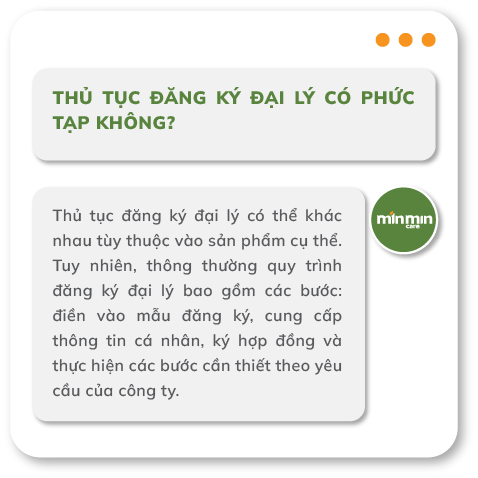 THỦ TỤC ĐĂNG KÝ ĐẠI LÝ CÓ PHỨC
TẠP KHÔNG?
Thủ tục đăng ký đại lý có thể khác
nhau tùy thuộc vào sản phẩm cụ thể.
Tuy nhiên, thông thường quy trình
đăng ký đại lý bao gồm các bước:
điền vào mẫu đăng ký, cung cấp
thông tin cá nhân, ký hợp đồng và
thực hiện các bước cần thiết theo yêu
cầu của công ty.
minmin
care